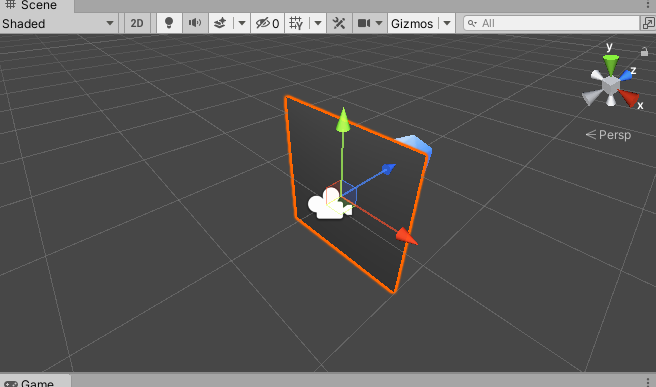 Scene
Shaded 2D 0 Gizmos All
y
z
x
Persp
Game